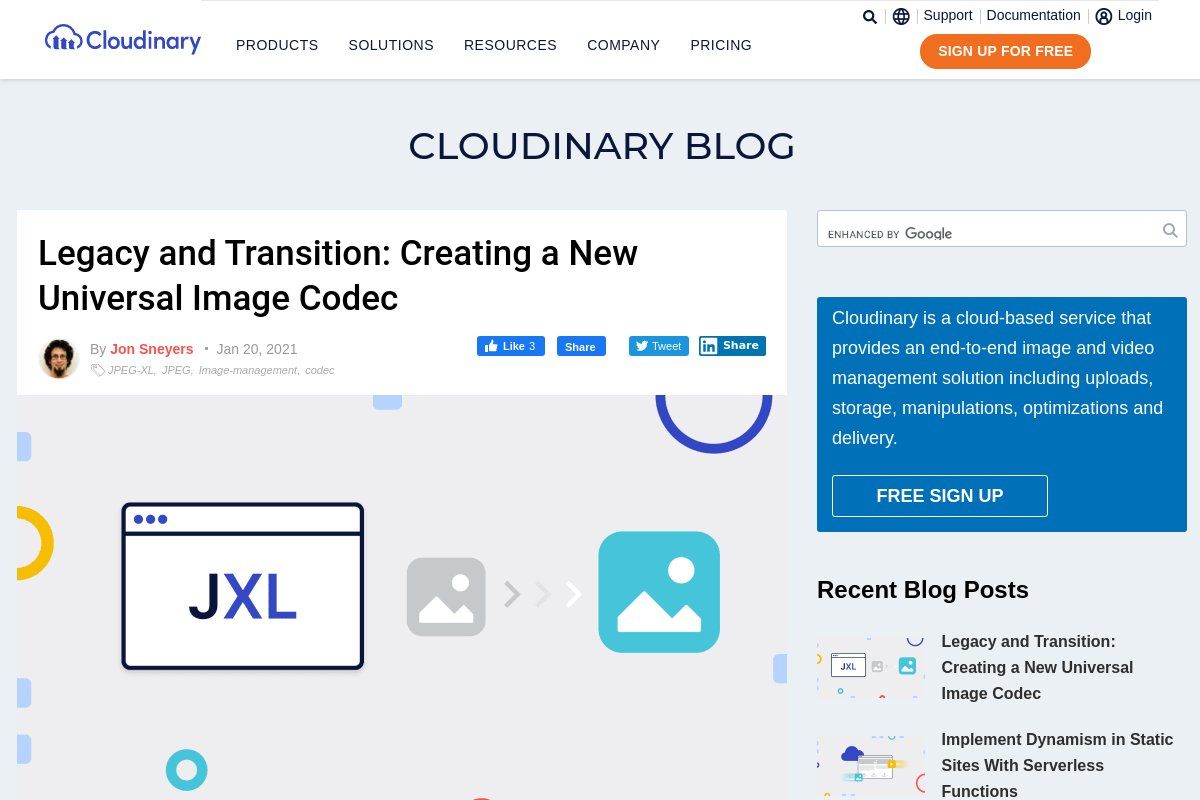 Support
Documentation
Login
Cloudinary
PRODUCTS
SOLUTIONS
RESOURCES
COMPANY
PRICING
SIGN UP FOR FREE
CLOUDINARY BLOG
Legacy and Transition: Creating a New
Universal Image Codec
By Jon Sneyers • Jan 20, 2021
JPEG-XL, JPEG, Image-management, codec
Like 3
Share
Tweet
Share
JXL
ENHANCED BY Google
Cloudinary is a cloud-based service that
provides an end-to-end image and video
management solution including uploads,
storage, manipulations, optimizations and
delivery.
FREE SIGN UP
Recent Blog Posts
JXL
Legacy and Transition:
Creating a New Universal
Image Codec
Implement Dynamism in Static
Sites With Serverless
Functions